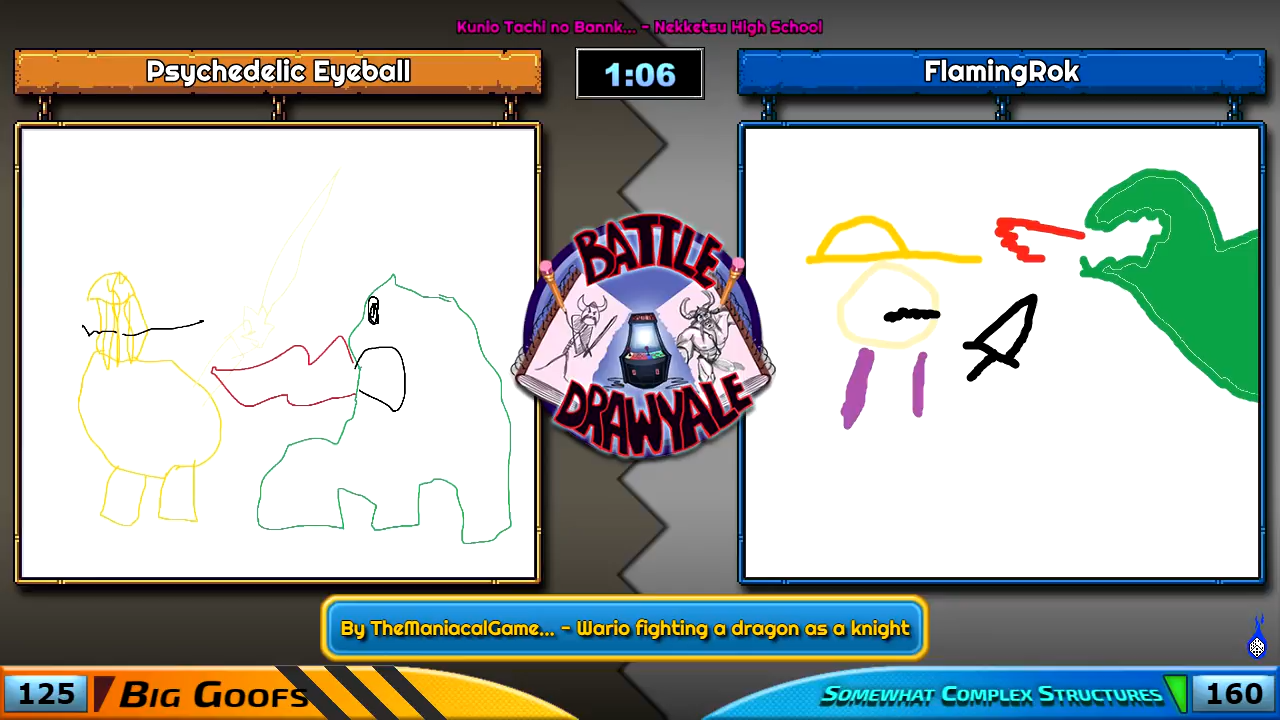 Kunio Tachi no Bannk... - Nekketsu High School
Psychedelic Eyeball
1:06
FlamingRok
BATTLE
DRAWYALE
By TheManiacalGame... - Wario fighting a dragon as a knight
125
Big Goofs
Somewhat Complex Structures
160